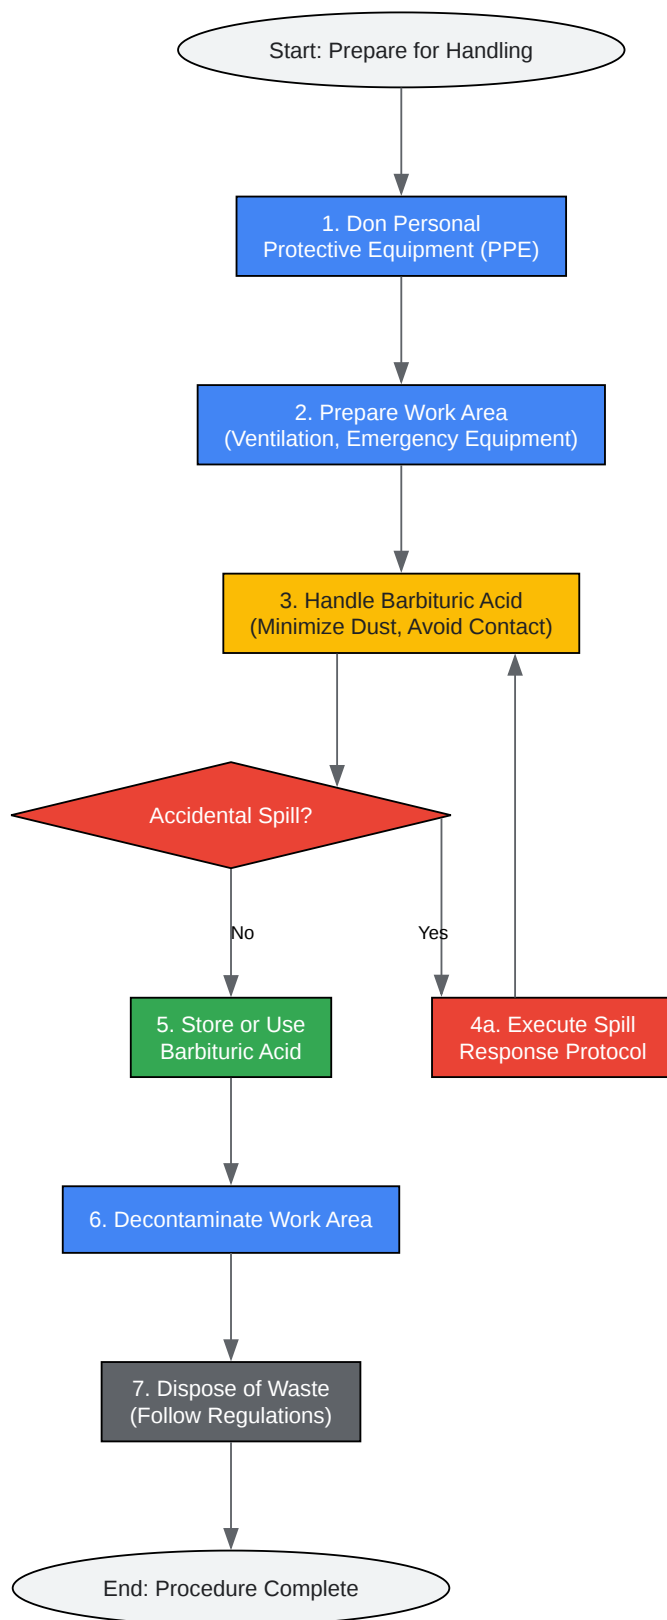 Start: Prepare for Handling
1. Don Personal
Protective Equipment (PPE)
2. Prepare Work Area
(Ventilation, Emergency Equipment)
3. Handle Barbituric Acid
(Minimize Dust, Avoid Contact)
Accidental Spill?
No
Yes
5. Store or Use
Barbituric Acid
4a. Execute Spill
Response Protocol
6. Decontaminate Work Area
7. Dispose of Waste
(Follow Regulations)
End: Procedure Complete